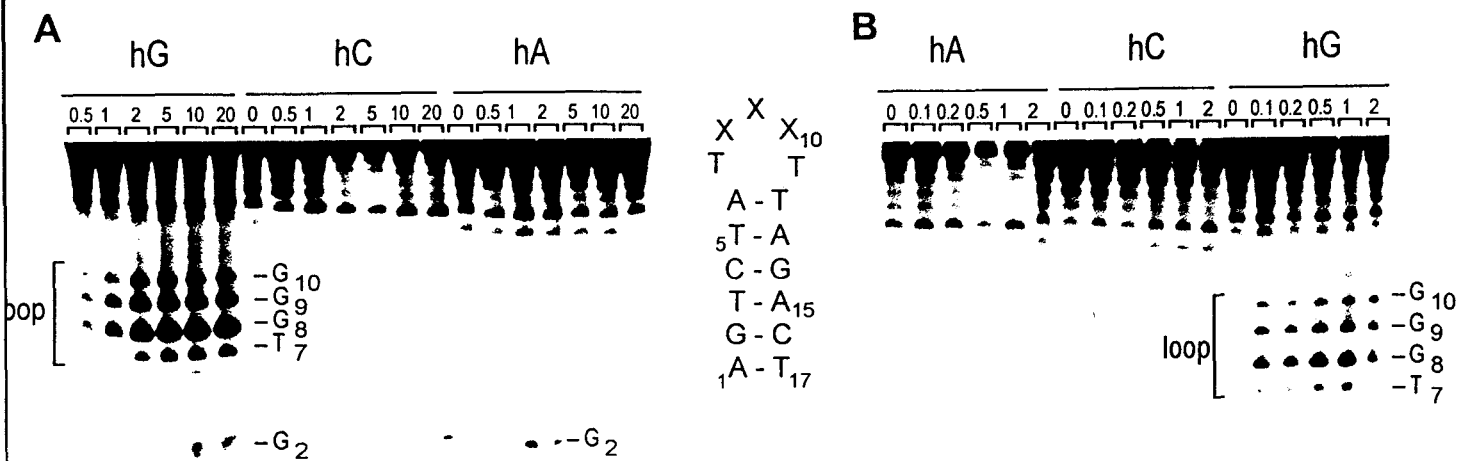 A
hG hC hA
0.5 1 2 5 10 20 0 0.5 1 2 5 10 20 0 0.5 1 2 5 10 20
oop
-G10
-G9
-G8
-T7
-G2
-G2
X
X X10
T T
A - T
5T - A
C - G
T - A15
G - C
1A - T17
B
hA hC hG
0 0.1 0.2 0.5 1 2 0 0.1 0.2 0.5 1 2 0 0.1 0.2 0.5 1 2
loop
-G10
-G9
-G8
-T7